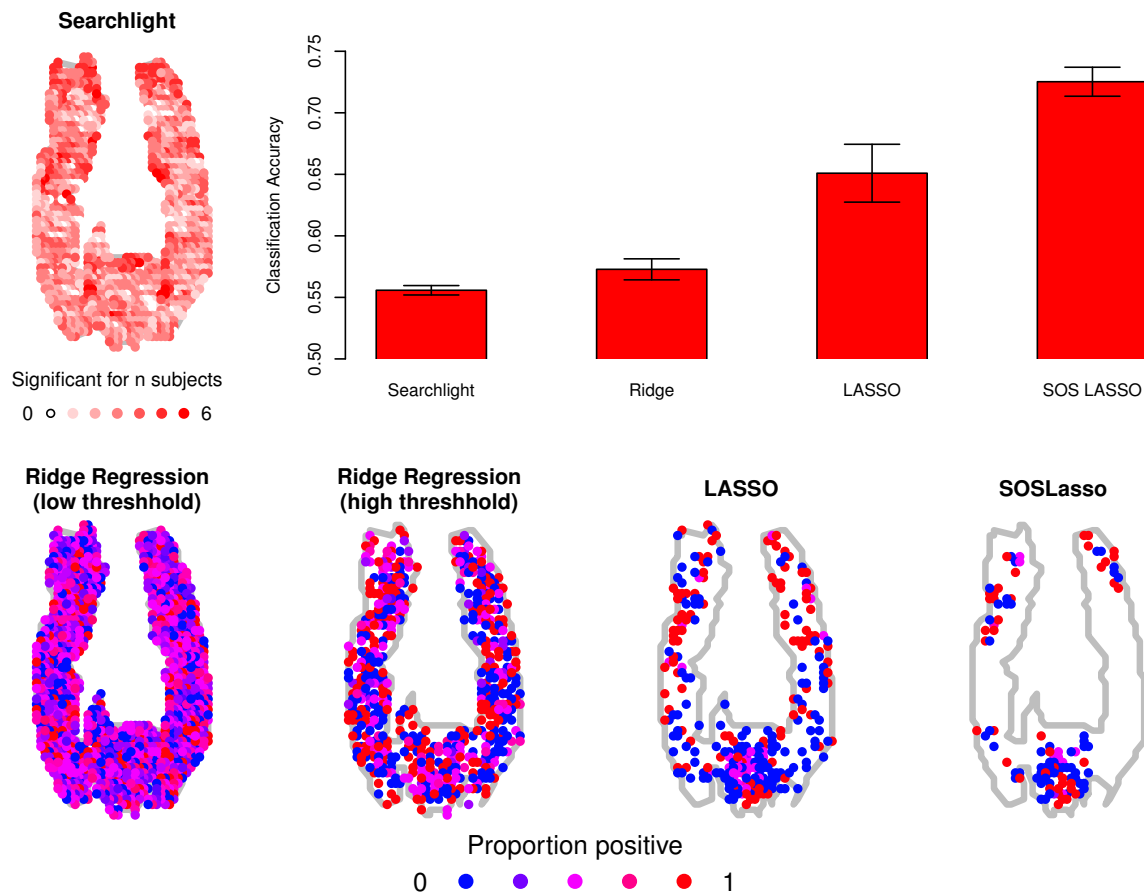 Searchlight
Significant for n subjects
0 6
Classification Accuracy
0.75
0.70
0.65
0.60
0.55
0.50
Searchlight Ridge LASSO SOS LASSO
Ridge Regression
(low threshhold)
Ridge Regression
(high threshhold)
LASSO
SOSLasso
Proportion positive
0 1